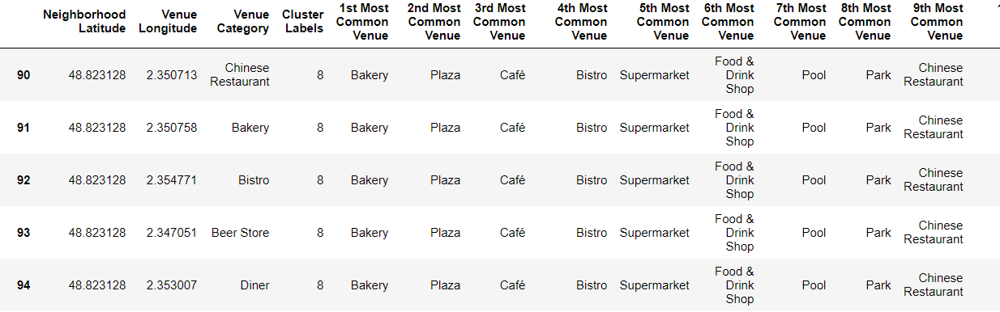 Neighborhood Latitude Venue Longitude Venue Category Cluster Labels 1st Most Common Venue 2nd Most Common Venue 3rd Most Common Venue 4th Most Common Venue 5th Most Common Venue 6th Most Common Venue 7th Most Common Venue 8th Most Common Venue 9th Most Common Venue
90 48.823128 2.350713 Chinese Restaurant 8 Bakery Plaza Café Bistro Supermarket Food & Drink Shop Pool Park Chinese Restaurant
91 48.823128 2.350758 Bakery 8 Bakery Plaza Café Bistro Supermarket Food & Drink Shop Pool Park Chinese Restaurant
92 48.823128 2.354771 Bistro 8 Bakery Plaza Café Bistro Supermarket Food & Drink Shop Pool Park Chinese Restaurant
93 48.823128 2.347051 Beer Store 8 Bakery Plaza Café Bistro Supermarket Food & Drink Shop Pool Park Chinese Restaurant
94 48.823128 2.353007 Diner 8 Bakery Plaza Café Bistro Supermarket Food & Drink Shop Pool Park Chinese Restaurant